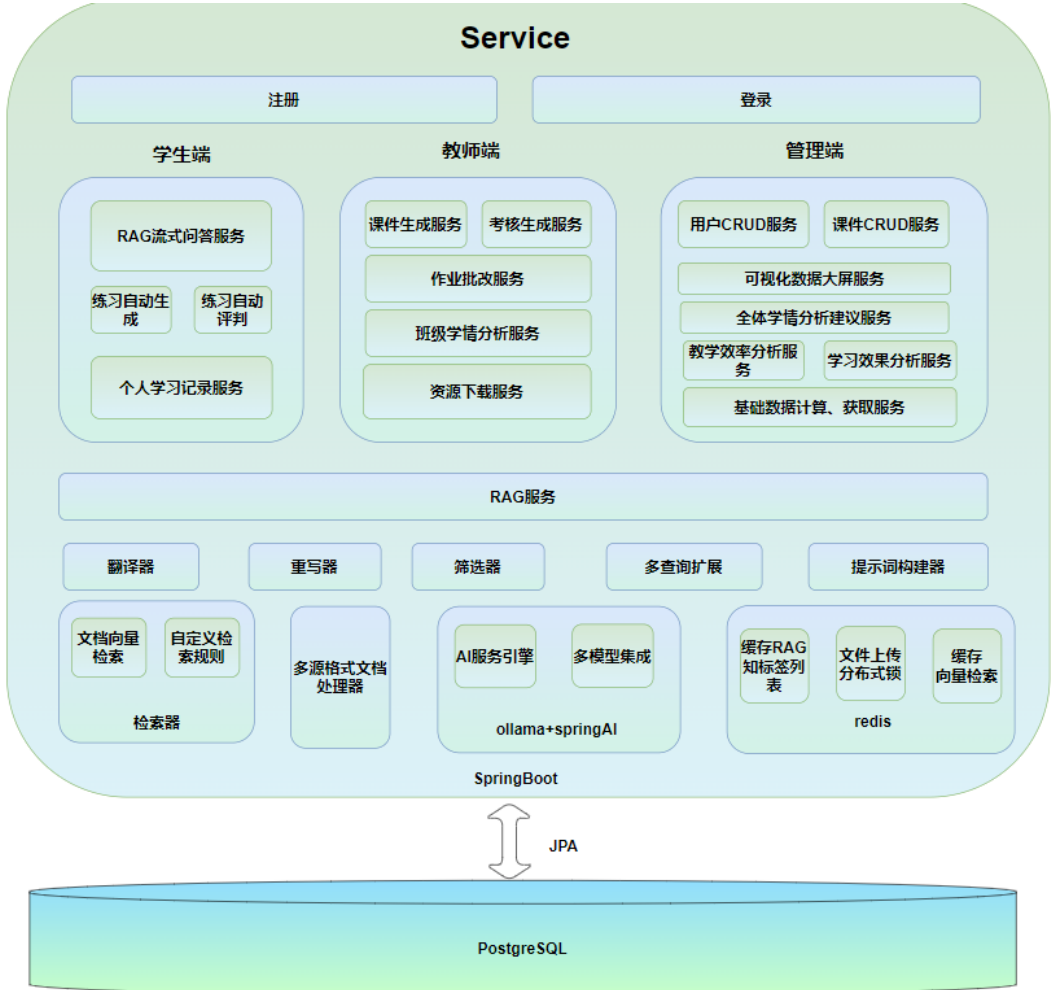 Service
注册
登录
学生端
教师端
管理端
RAG流式问答服务
练习自动生
成
练习自动
评判
个人学习记录服务
课件生成服务
考核生成服务
作业批改服务
班级学情分析服务
资源下载服务
用户CRUD服务
课件CRUD服务
可视化数据大屏服务
全体学情分析建议服务
教学效率分析服
务
学习效果分析服务
基础数据计算、获取服务
RAG服务
翻译器
重写器
筛选器
多查询扩展
提示词构建器
文档向量
检索
自定义检
索规则
检索器
多源格式文档
处理器
AI服务引擎
多模型集成
ollama+springAI
缓存RAG
知标签列
表
文件上传
分布式锁
缓存
向量检索
redis
SpringBoot
JPA
PostgreSQL